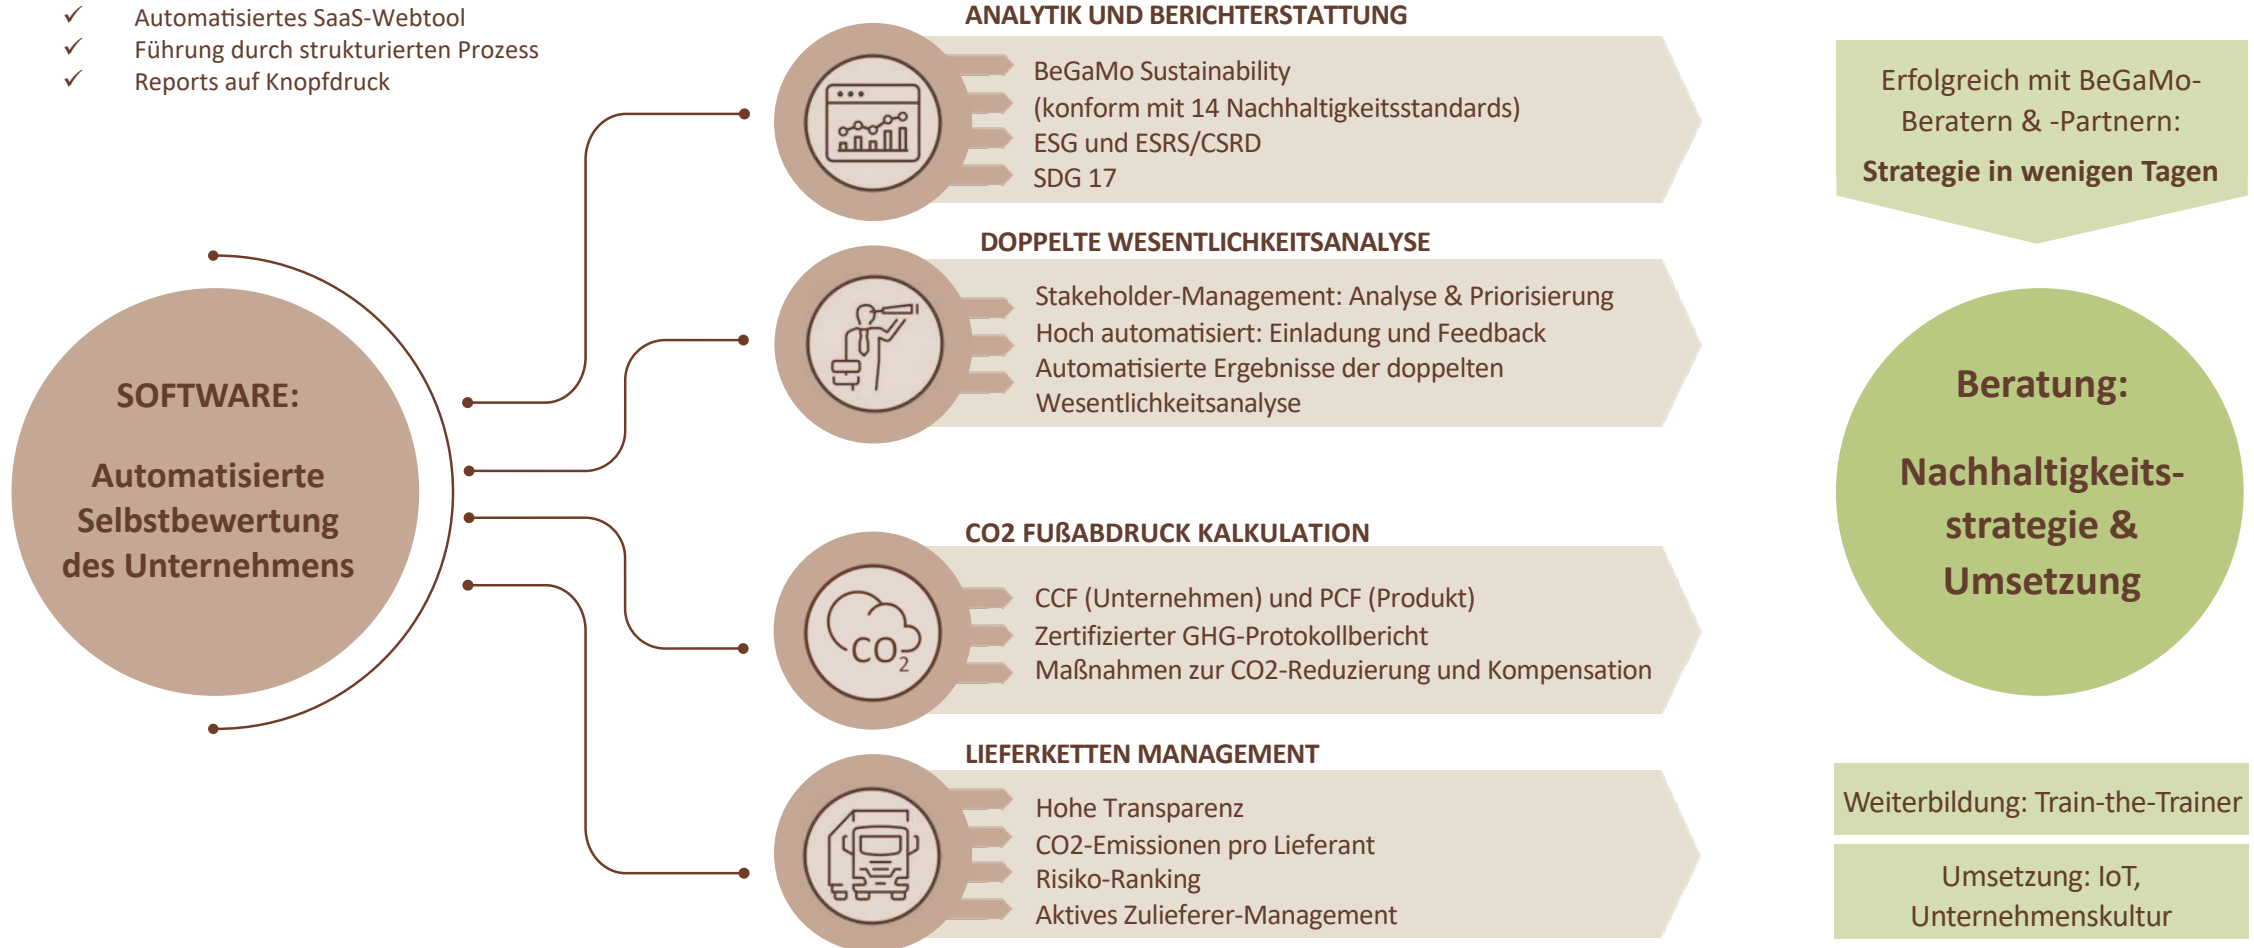 ✓ Automatisiertes SaaS-Webtool
✓ Führung durch strukturierten Prozess
✓ Reports auf Knopfdruck
SOFTWARE:
Automatisierte
Selbstbewertung
des Unternehmens
ANALYTIK UND BERICHTERSTATTUNG
BeGaMo Sustainability
(konform mit 14 Nachhaltigkeitsstandards)
ESG und ESRS/CSRD
SDG 17
DOPPELTE WESENTLICHKEITSANALYSE
Stakeholder-Management: Analyse & Priorisierung
Hoch automatisiert: Einladung und Feedback
Automatisierte Ergebnisse der doppelten
Wesentlichkeitsanalyse
CO2 FUßABDRUCK KALKULATION
CO2
CCF (Unternehmen) und PCF (Produkt)
Zertifizierter GHG-Protokollbericht
Maßnahmen zur CO2-Reduzierung und Kompensation
LIEFERKETTEN MANAGEMENT
Hohe Transparenz
CO2-Emissionen pro Lieferant
Risiko-Ranking
Aktives Zulieferer-Management
Erfolgreich mit BeGaMo-
Beratern & -Partnern:
Strategie in wenigen Tagen
Beratung:
Nachhaltigkeits-
strategie &
Umsetzung
Weiterbildung: Train-the-Trainer
Umsetzung: IoT,
Unternehmenskultur